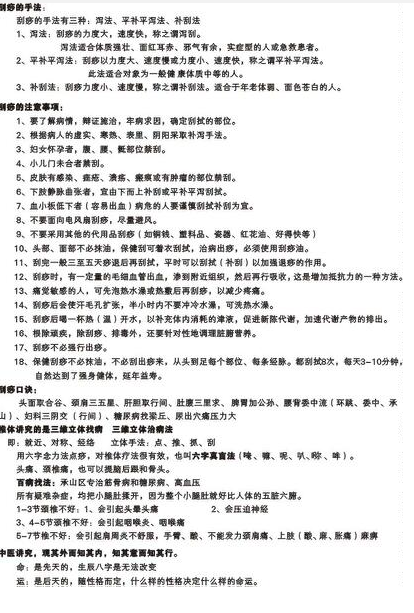 刮痧的手法：
刮痧的手法有三种：泻法、平补平泻法、补刮法
1、泻法：刮痧的力度大，速度快，称之谓泻刮。
泻法适合体质强壮、面红耳赤、邪气有余，实症型的人或急救患者。
2、平补平泻法：刮痧以力度大、速度慢或力度小、速度快，称之谓平补平泻法。
此法适合对象为一般健 康体质中等的人。
3、补刮法：刮痧力度小、速度慢，称之谓补刮法。适合于年老体弱、面色苍白的人。
刮痧的注意事项：
1、要了解病情，辩证施治，牢病求因，确定刮拭的部位。
2、根据病人的虚实、寒热、表里、阴阳采取补泻手法。
3、妇女怀孕者，腹、腰、骶部位禁刮。
4、小儿门未合者禁刮。
5、皮肤有感染、疮疮、溃疡、瘢痕或有肿瘤的部位禁刮。
6、下肢静脉曲张者，宜由下而上补刮或平补平泻刮拭。
7、血小板低下者（容易出血）病危的人要谨慎刮拭补刮为宜。
8、不要面向电风扇刮痧，尽量避风。
9、不要采用其他的代用品刮痧（如铜钱、塑料品、瓷器、红花油、好得快等）
10、头部、面部不必抹油，保健刮可着衣刮拭，治病出痧，必须使用刮痧油。
11、刮完一般三至五天痧退后再刮拭，平时可以刮拭（补刮）以加强退痧的作用。
12、刮痧时，有一定量的毛细血管出血，渗到附近组织，然后再行吸收，这是增加抵抗力的一种方法。
13、痛觉敏感的人，可先泡热水澡或热敷后再刮痧，以减少疼痛。
14、刮痧后会使汗毛孔扩张，半小时内不要冲冷水澡，可洗热水澡。
15、刮痧后喝一杯热（温）开水，以补充体内消耗的津液，促进新陈代谢，加速代谢产物的排出。
16、根除顽疾，除刮痧、排毒外，还要针对性地调理脏腑营养。
17、刮痧不必强行出痧。
18、保健刮痧不必抹油，不必刮出痧来，从头到足每个部位、每条经脉。都刮拭8次，每天3-10分钟，
自然达到了强身健体，延年益寿。
刮痧口诀：
头面取合谷、颈肩三五星、肝胆取行间、肚腹三里求、脾胃加公孙、腰背委中流（环跳、委中、承
山）、妇科三阴交（行间）、糖尿病找梁丘、尿出穴痛压力大
椎体讲究的是三维立体找病 三维立体治病法
即：就近、对称、经络 立体手法：点、推、抓、刮
用六字念力法点痧，对椎体疗法很有效，也叫六字真言法（唵、嘛、呢、叭、咪、吽）。
头痛、颈椎痛，也可以提脑后跟和骨头。
百病找法：承山区专治筋骨病和糖尿病、高血压
所有疑难杂症，均把小腿肚揉开，因为整个小腿肚就好比人体的五脏六腑。
1-3节颈椎不好：1、会引起头晕头痛 2、会压迫神经
3、4-5节颈椎不好：会引起咽喉炎、咽喉痛
5-7节椎不好：会引起肩周炎不舒服，手臂、酸、不能发力颈肩痛、上肢（酸、麻、胀痛）麻痹
中医讲究，观其外而知其内，知其意而知其行。
命：是先天的，生辰八字是无法改变
运：是后天的，随性格而定，什么样的性格决定什么样的命运。